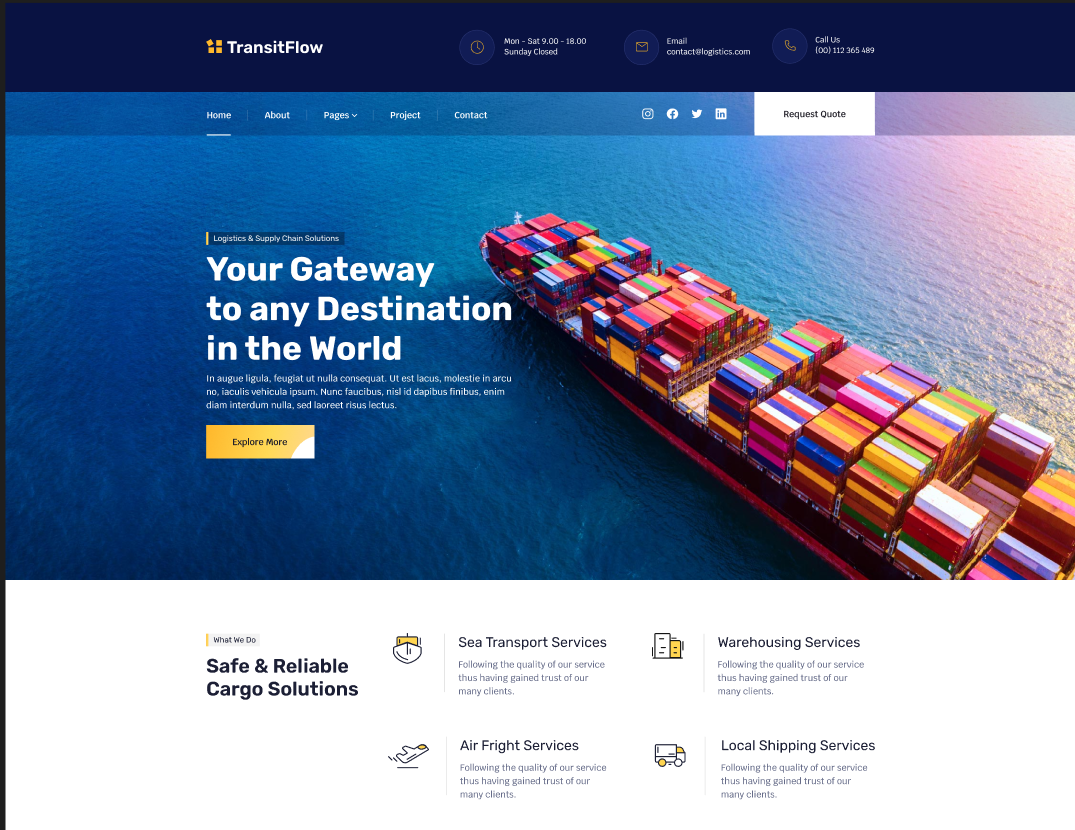 TransitFlow
Mon - Sat 9.00 - 18.00
Sunday Closed
Email
contact@logistics.com
Call Us
(00) 112 365 489
Home
About
Pages
Project
Contact
Request Quote
Logistics & Supply Chain Solutions
Your Gateway
to any Destination
in the World
In augue ligula, feugiat ut nulla consequat. Ut est lacus, molestie in arcu
no, iaculis vehicula ipsum. Nunc faucibus, nisl id dapibus finibus, enim
diam interdum nulla, sed laoreet risus lectus.
Explore More
What We Do
Safe & Reliable
Cargo Solutions
Sea Transport Services
Following the quality of our service
thus having gained trust of our
many clients.
Warehousing Services
Following the quality of our service
thus having gained trust of our
many clients.
Air Fright Services
Following the quality of our service
thus having gained trust of our
many clients.
Local Shipping Services
Following the quality of our service
thus having gained trust of our
many clients.